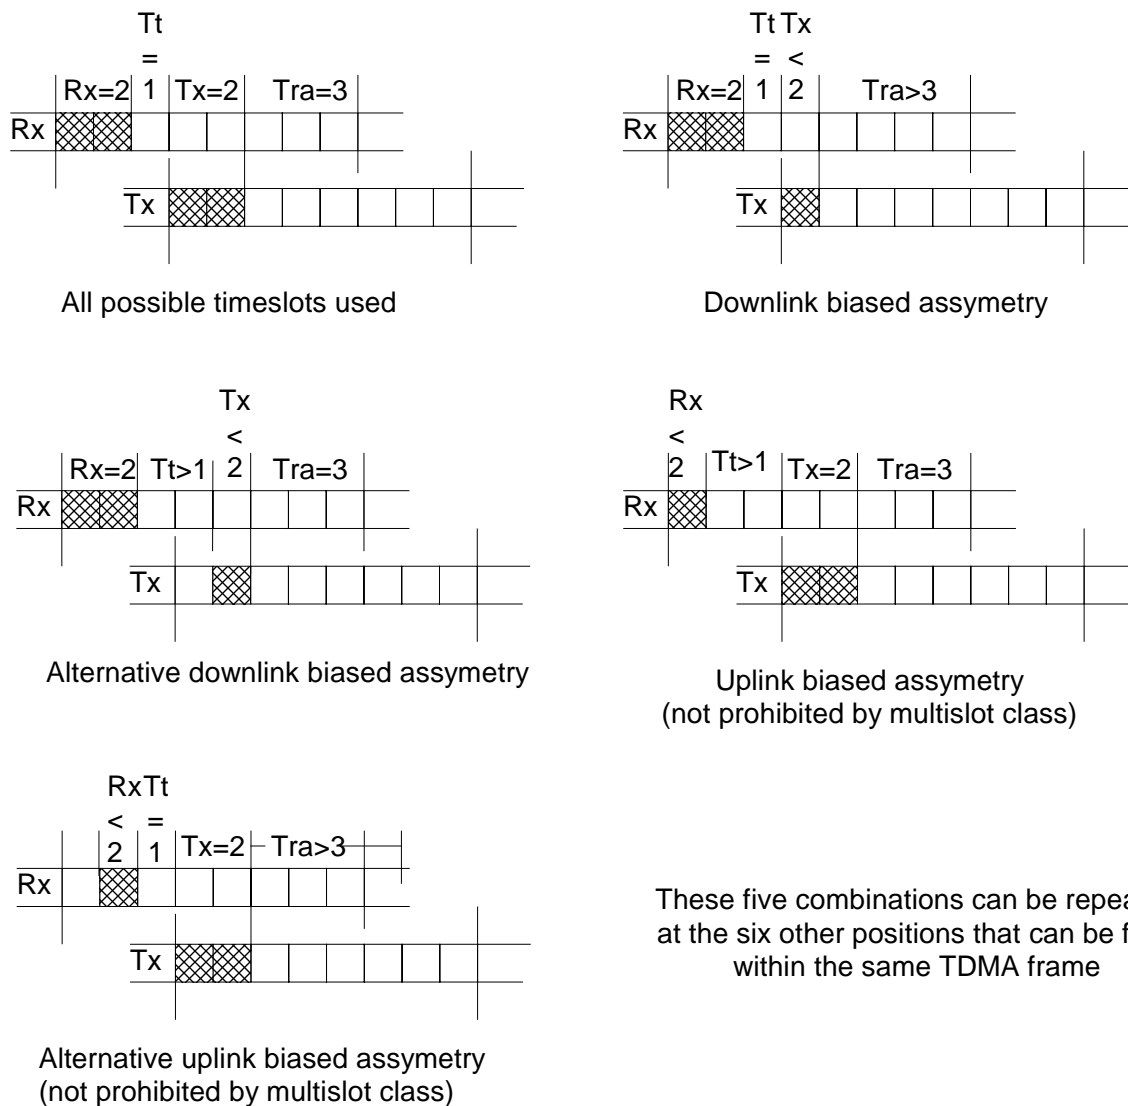 Tt
=
Rx=2 1 Tx=2 Tra=3
Rx
Tx
All possible timeslots used
Tt Tx
= <
Rx=2 1 2 Tra>3
Rx
Tx
Downlink biased assymetry
Tx
<
Rx=2 Tt>1 2 Tra=3
Rx
Tx
Alternative downlink biased assymetry
Rx
<
2 Tt>1 Tx=2 Tra=3
Rx
Tx
Uplink biased assymetry
(not prohibited by multislot class)
RxTt
< =
2 1 Tx=2 Tra>3
Rx
Tx
Alternative uplink biased assymetry
(not prohibited by multislot class)
These five combinations can be
at the six other positions that can be
within the same TDMA frame